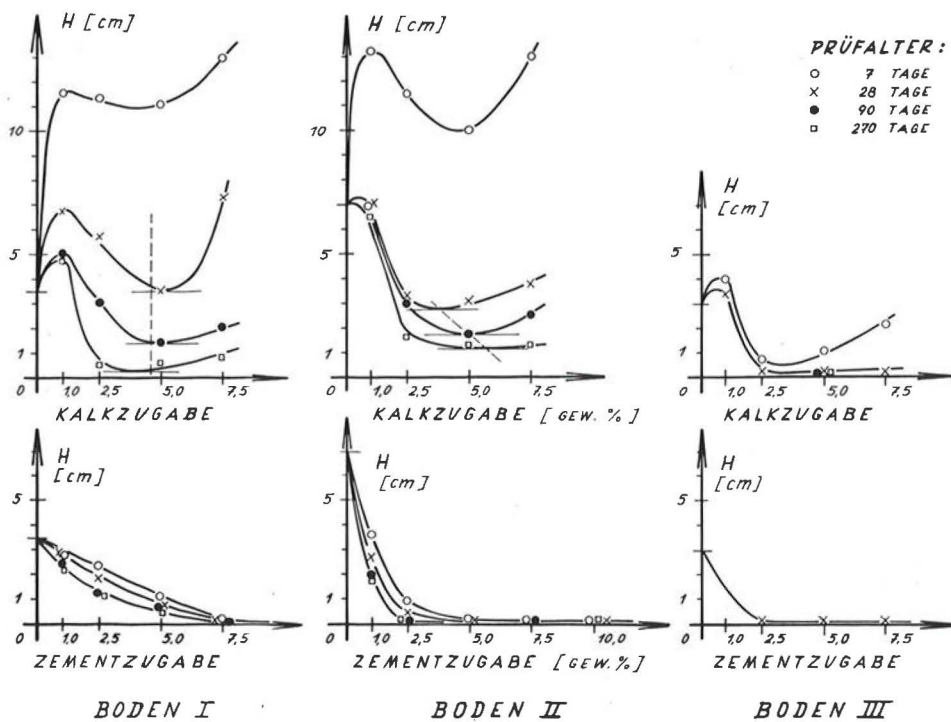 H [cm]
10
5
1
0
1,0 2,5 5,0 7,5
KALKZUGABE
H [cm]
10
5
1
0
1,0 2,5 5,0 7,5
KALKZUGABE [GEW. %]
PRÜFALTER:
○ 7 TAGE
× 28 TAGE
● 90 TAGE
□ 270 TAGE
H
[cm]
5
1
0
1,0 2,5 5,0 7,5
KALKZUGABE
H
[cm]
5
1
0
1,0 2,5 5,0 7,5
ZEMENTZUGABE
H
[cm]
5
1
0
1,0 2,5 5,0 7,5 10,0
ZEMENTZUGABE [GEW.%]
H
[cm]
5
1
0
1,0 2,5 5,0 7,5
ZEMENTZUGABE
BODEN I
BODEN II
BODEN III